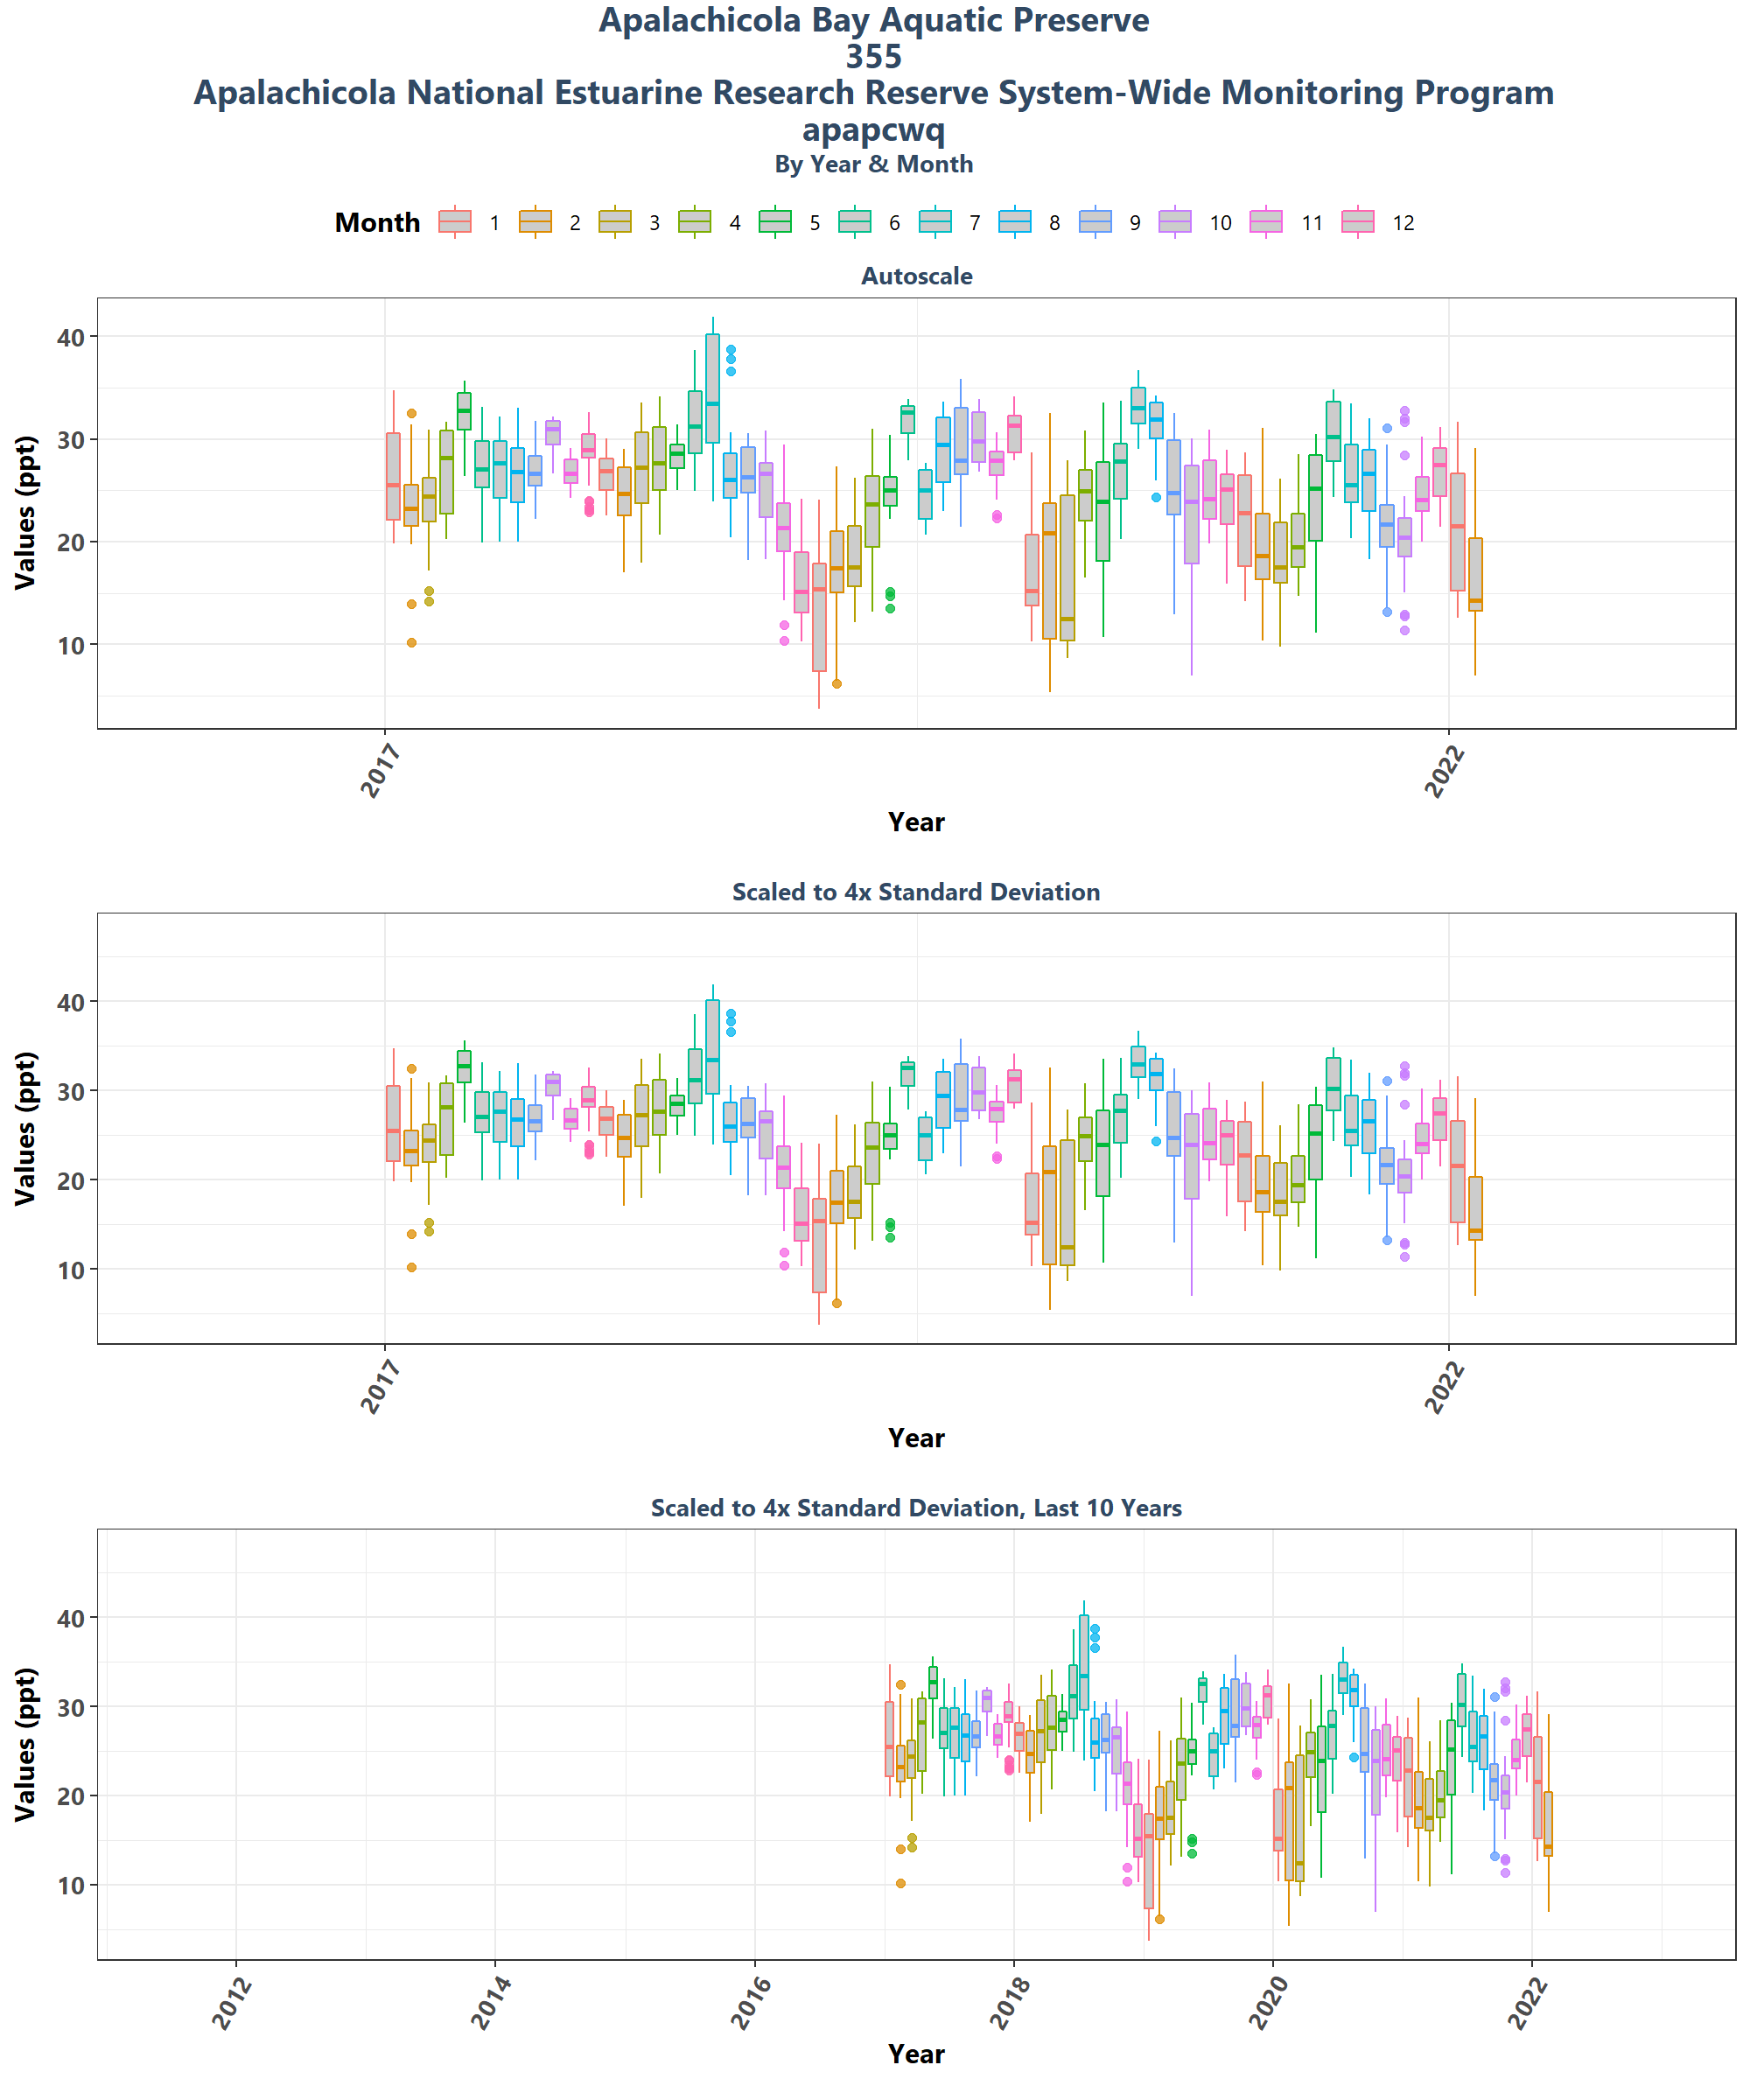 Apalachicola Bay Aquatic Preserve
355
Apalachicola National Estuarine Research Reserve System-Wide Monitoring Program
apapcwq
By Year & Month
Month 1 2 3 4 5 6 7 8 9 10 11 12
Autoscale
Values (ppt)
40
30
20
10
2017 2022
Year
Scaled to 4x Standard Deviation
Values (ppt)
40
30
20
10
2017 2022
Year
Scaled to 4x Standard Deviation, Last 10 Years
Values (ppt)
40
30
20
10
2012 2014 2016 2018 2020 2022
Year